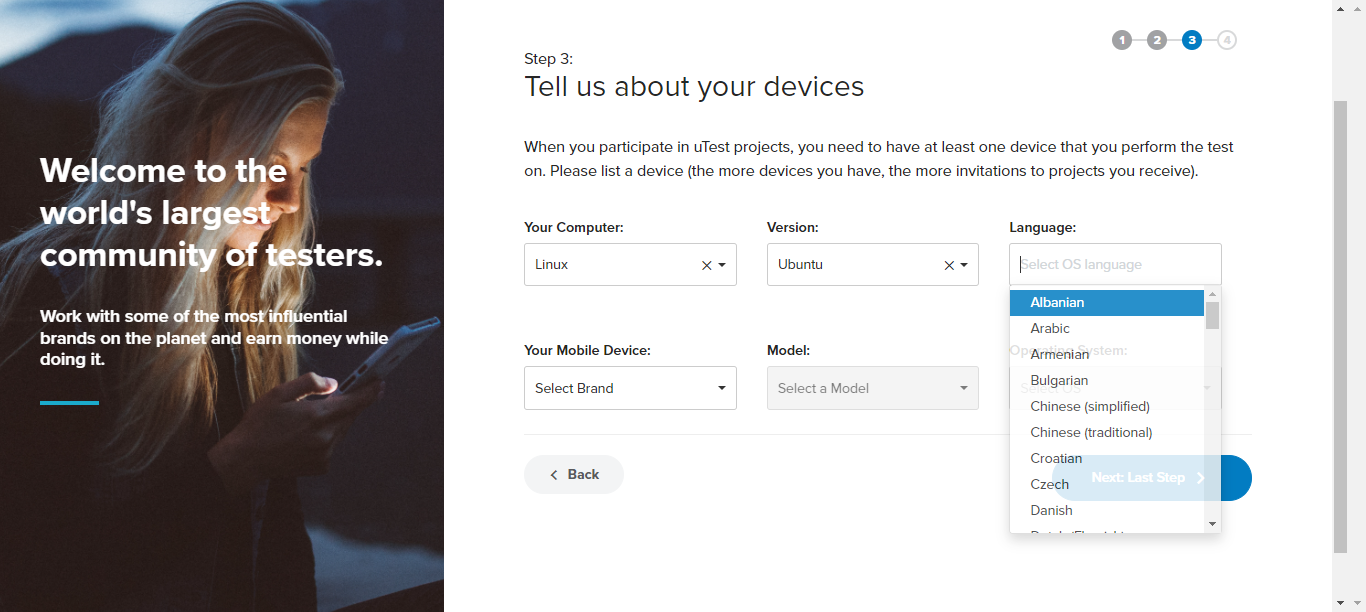 Welcome to the
world's largest
community of testers.
Work with some of the most influential
brands on the planet and earn money while
doing it.
1 2 3 4
Step 3:
Tell us about your devices
When you participate in uTest projects, you need to have at least one device that you perform the test
on. Please list a device (the more devices you have, the more invitations to projects you receive).
Your Computer: Version: Language:
Linux Ubuntu Select OS language
Albanian
Arabic
Your Mobile Device: Model: Operating System:
Armenian
Bulgarian
Select Brand Select a Model Select OS
Chinese (simplified)
Chinese (traditional)
Croatian
Back Next: Last Step
Czech
Danish